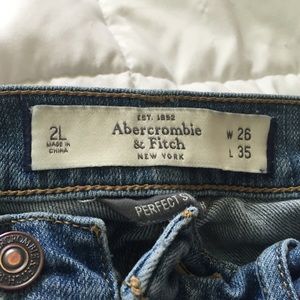 EST. 1892
2L
MADE IN
CHINA
Abercrombie
& Fitch
NEW YORK
W 26
L 35
PERFECT S